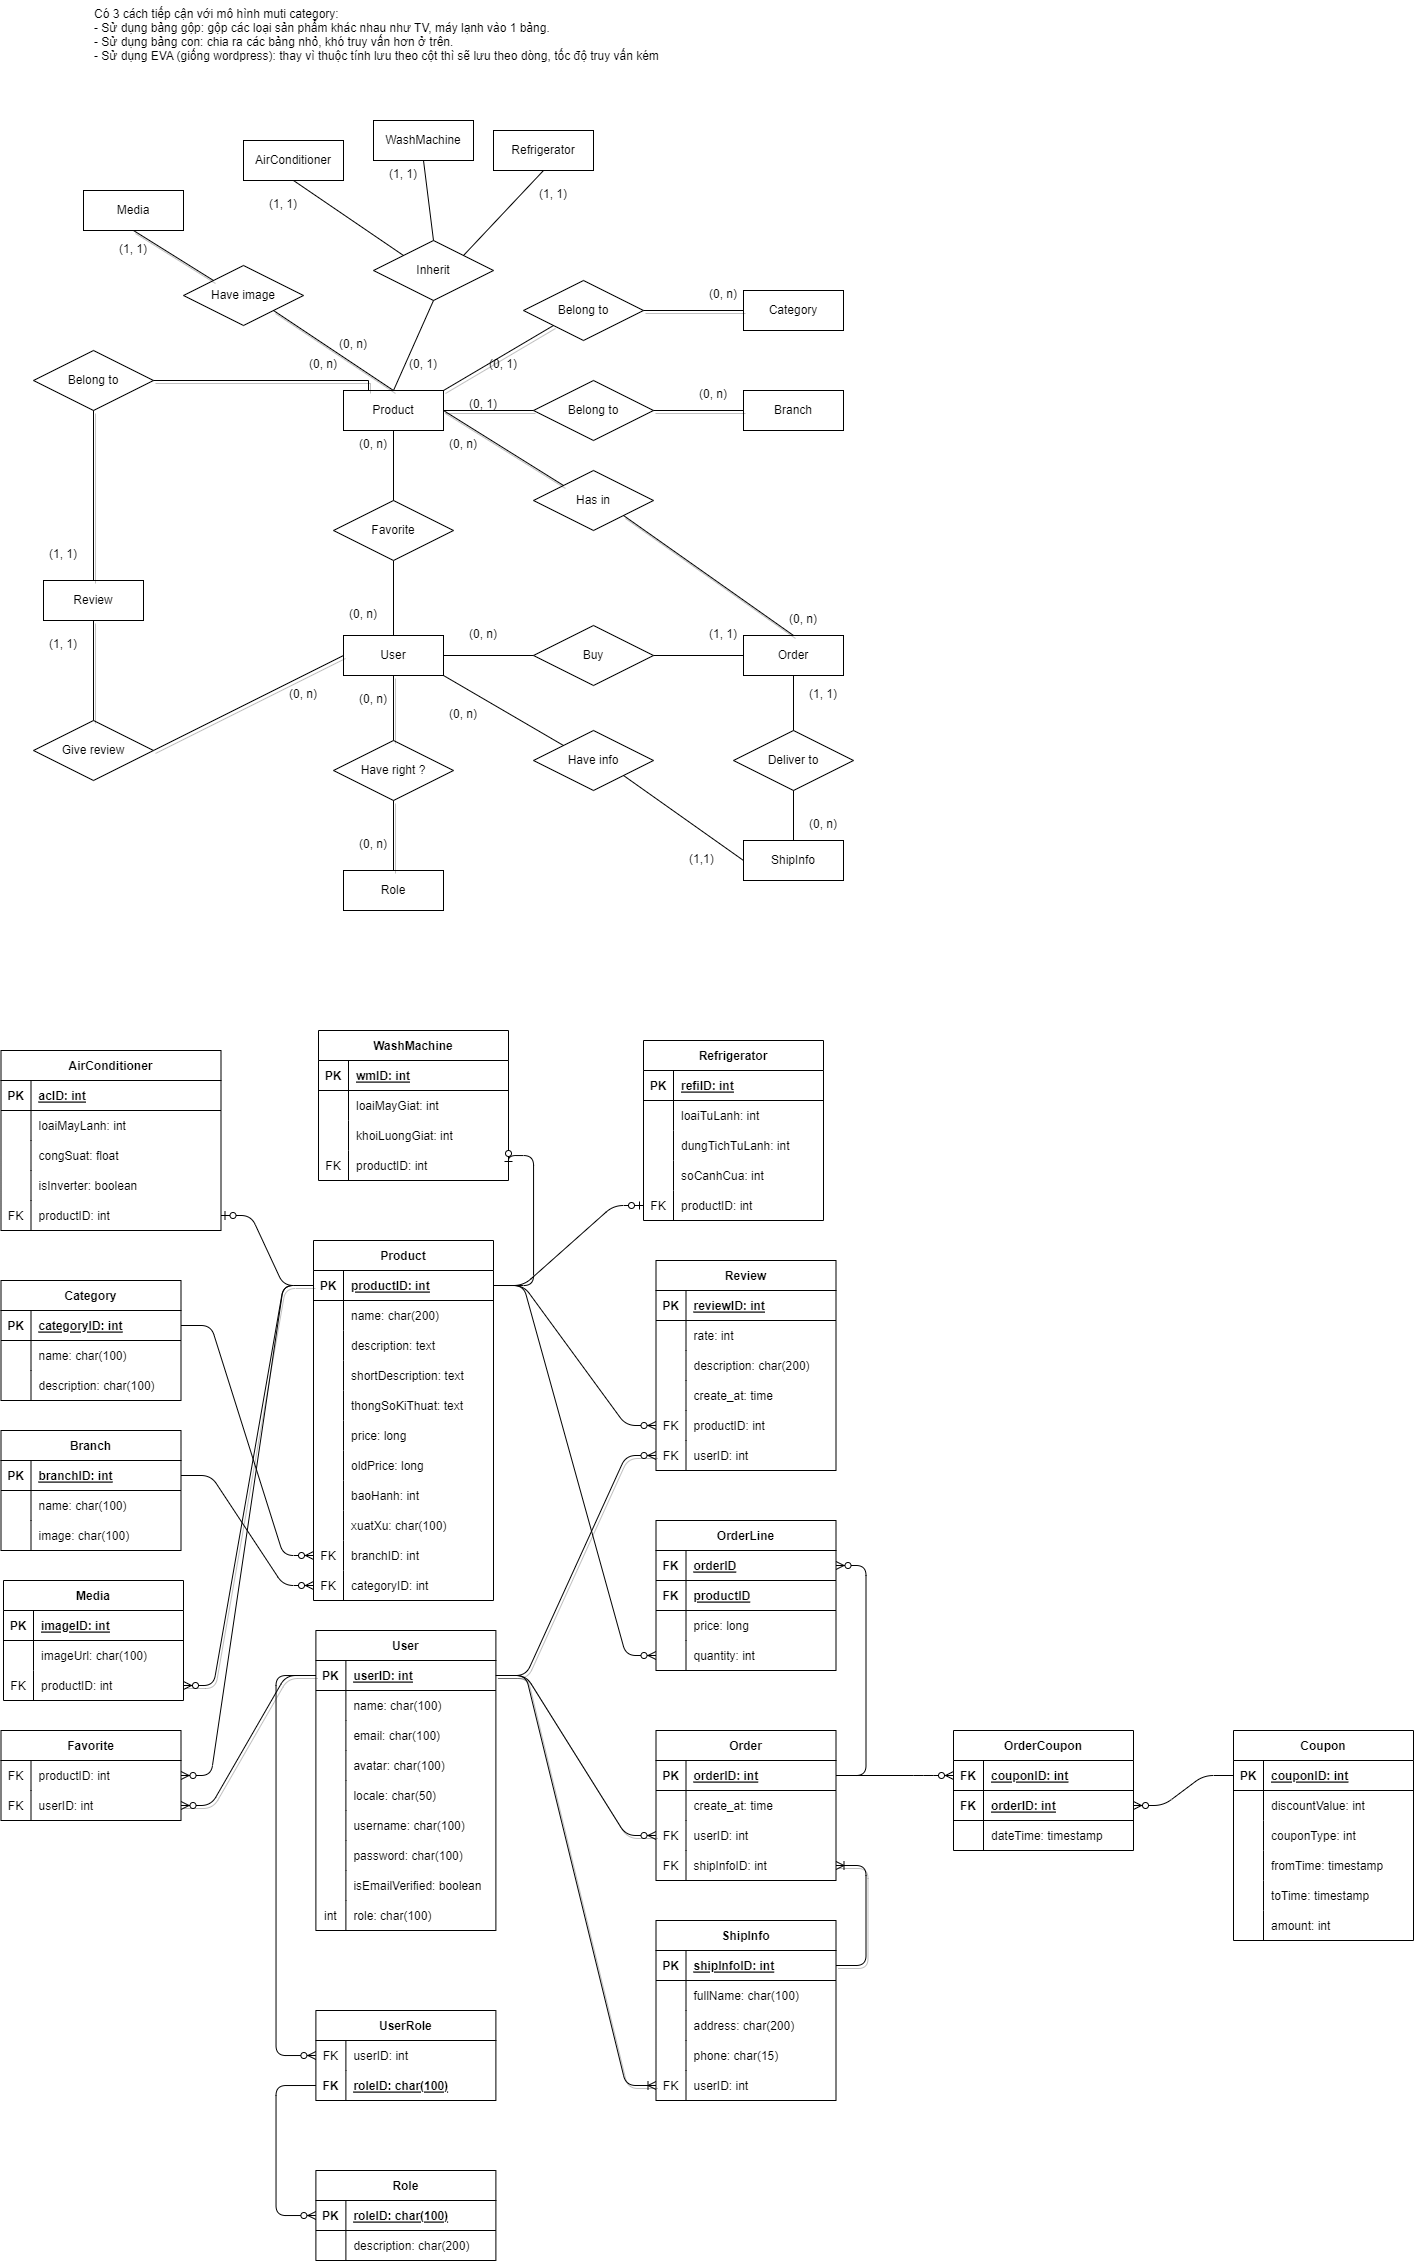 Có 3 cách tiếp cận với mô hình muti category:
- Sử dụng bảng gộp: gộp các loại sản phẩm khác nhau như TV, máy lạnh vào 1 bảng.
- Sử dụng bảng con: chia ra các bảng nhỏ, khó truy vấn hơn ở trên.
- Sử dụng EVA (giống wordpress): thay vì thuộc tính lưu theo cột thì sẽ lưu theo dòng, tốc độ truy vấn kém
WashMachine
AirConditioner
Refrigerator
(1, 1)
(1, 1)
(1, 1)
Media
(1, 1)
Inherit
Have image
Belong to
(0, n)
Category
(0, n)
(0, n)
(0, 1)
(0, 1)
Belong to
Product
(0, 1)
Belong to
(0, n)
Branch
(0, n)
(0, n)
Has in
Favorite
(1, 1)
Review
(1, 1)
(0, n)
(0, n)
(0, n)
(1, 1)
User
Buy
Order
(0, n)
(0, n)
(0, n)
(1, 1)
Give review
Have right ?
Have info
Deliver to
(0, n)
(0, n)
(1,1)
ShipInfo
Role
AirConditioner
PK acID: int
loaiMayLanh: int
congSuat: float
isInverter: boolean
FK productID: int
WashMachine
PK wmID: int
loaiMayGiat: int
khoiLuongGiat: int
FK productID: int
Refrigerator
PK refilD: int
loaiTuLanh: int
dungTichTuLanh: int
soCanhCua: int
FK productID: int
Category
PK categoryID: int
name: char(100)
description: char(100)
Product
PK productID: int
name: char(200)
description: text
shortDescription: text
thongSoKiThuat: text
price: long
oldPrice: long
baoHanh: int
xuatXu: char(100)
FK branchID: int
FK categoryID: int
Review
PK reviewID: int
rate: int
description: char(200)
create_at: time
FK productID: int
FK userID: int
Branch
PK branchID: int
name: char(100)
image: char(100)
OrderLine
FK orderID
FK productID
price: long
quantity: int
Media
PK imageID: int
imageUrl: char(100)
FK productID: int
User
PK userID: int
name: char(100)
email: char(100)
avatar: char(100)
locale: char(50)
username: char(100)
password: char(100)
isEmailVerified: boolean
int role: char(100)
Favorite
FK productID: int
FK userID: int
Order
PK orderID: int
create_at: time
FK userID: int
FK shipInfoID: int
OrderCoupon
FK couponID: int
FK orderID: int
dateTime: timestamp
Coupon
PK couponID: int
discountValue: int
couponType: int
fromTime: timestamp
toTime: timestamp
amount: int
ShipInfo
PK shipInfoID: int
fullName: char(100)
address: char(200)
phone: char(15)
FK userID: int
UserRole
FK userID: int
FK roleID: char(100)
Role
PK roleID: char(100)
description: char(200)